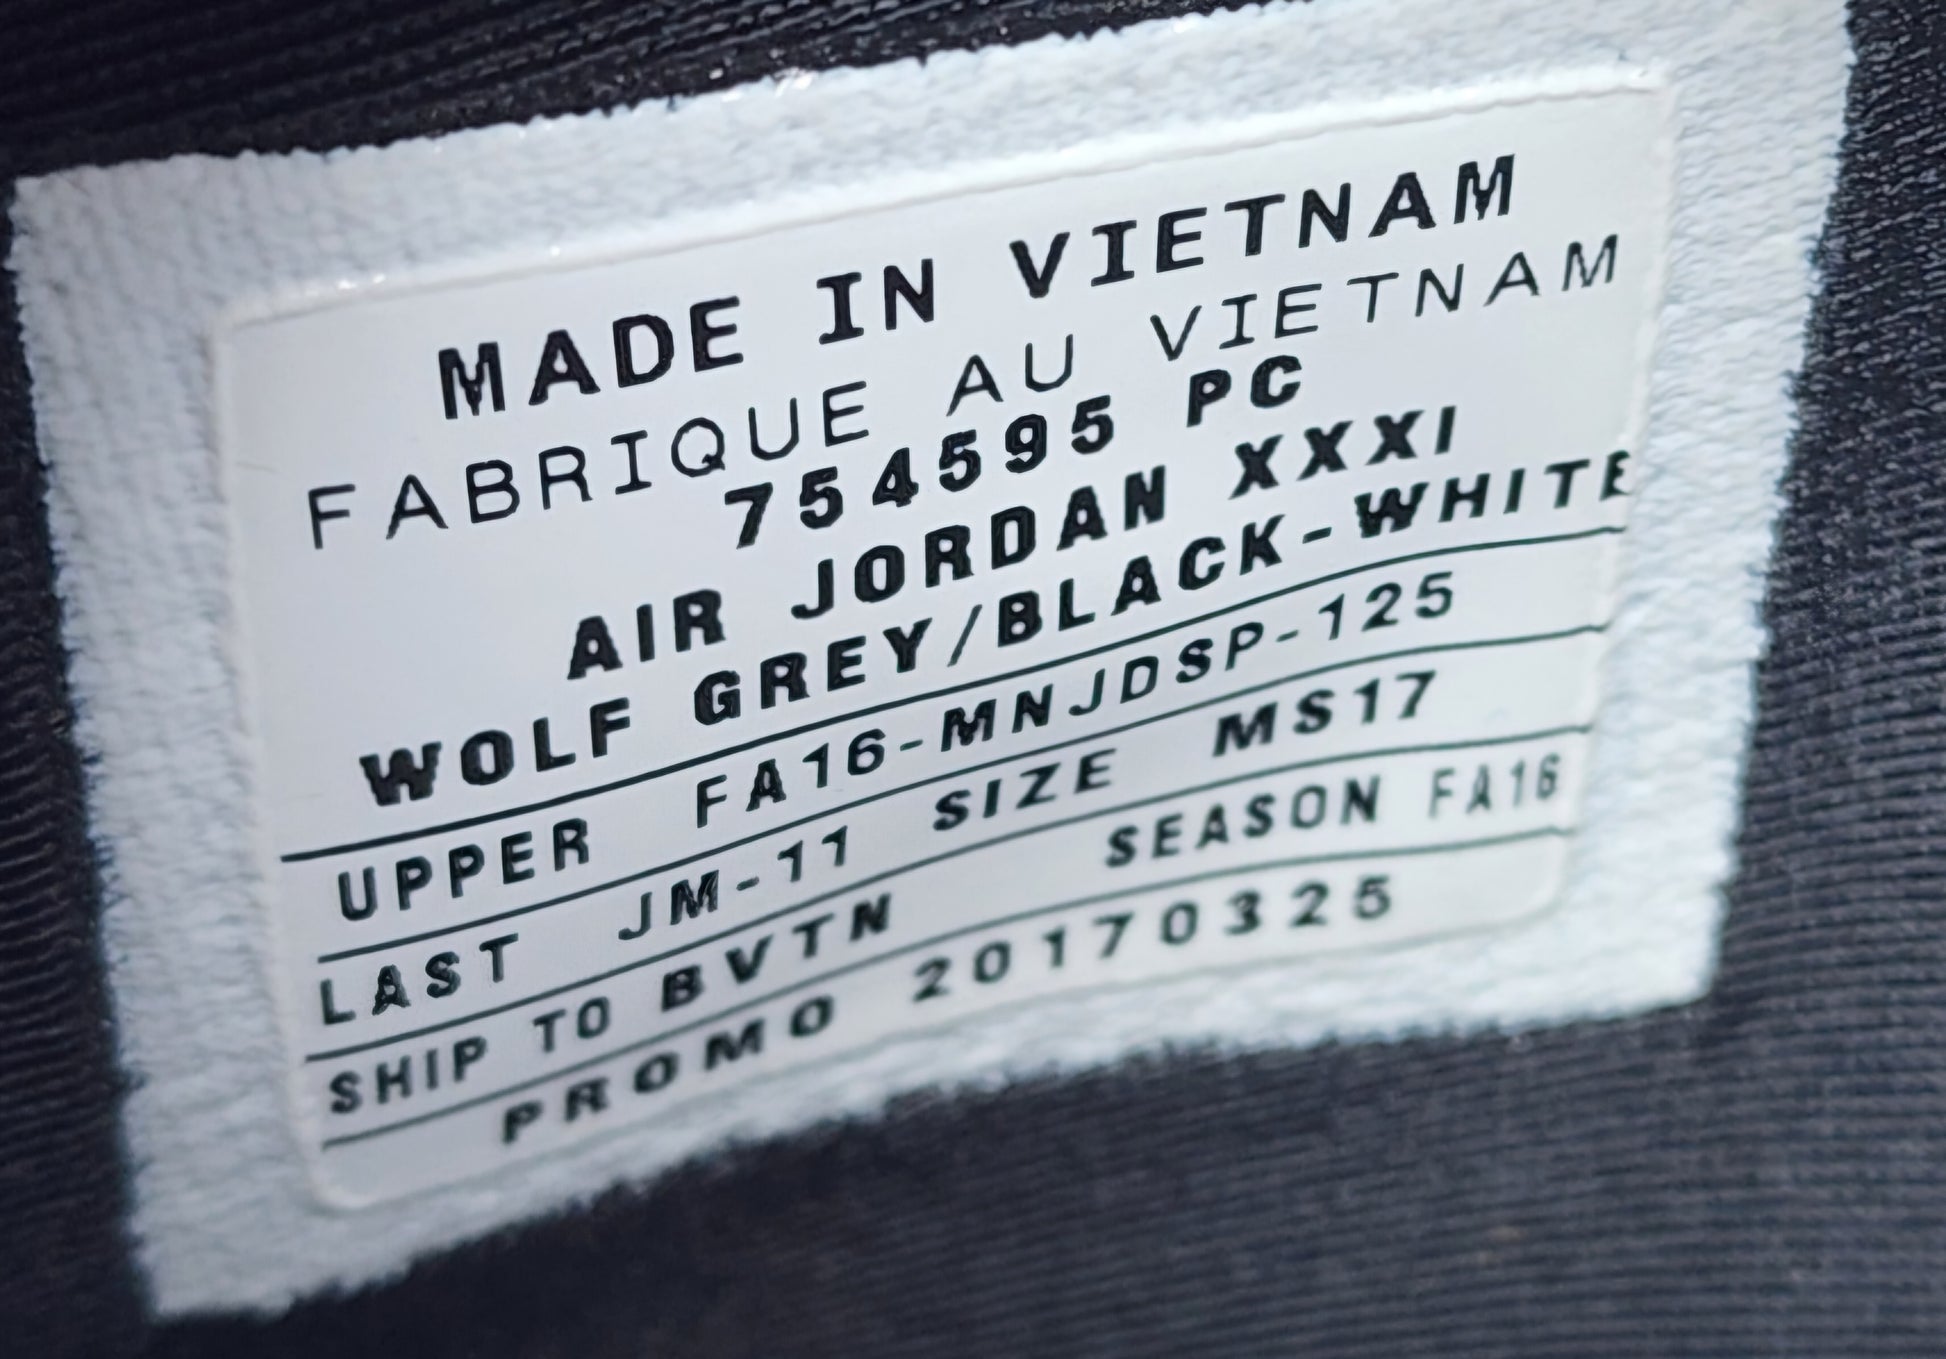 MADE IN VIETNAM
FABRIQUE AU VIETNAM
754595 PC
AIR JORDAN XXXI
WOLF GREY/BLACK-WHITE
UPPER FA16-MNJDSP-125
LAST JM-11 SIZE MS17
SHIP TO BVTN SEASON FA16
PROMO 20170325